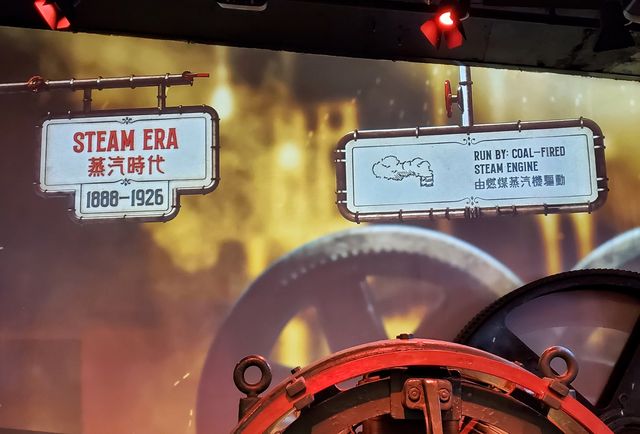 STEAM ERA
蒸汽時代
1888-1926
RUN BY: COAL-FIRED
STEAM ENGINE
由燃煤蒸汽機驅動